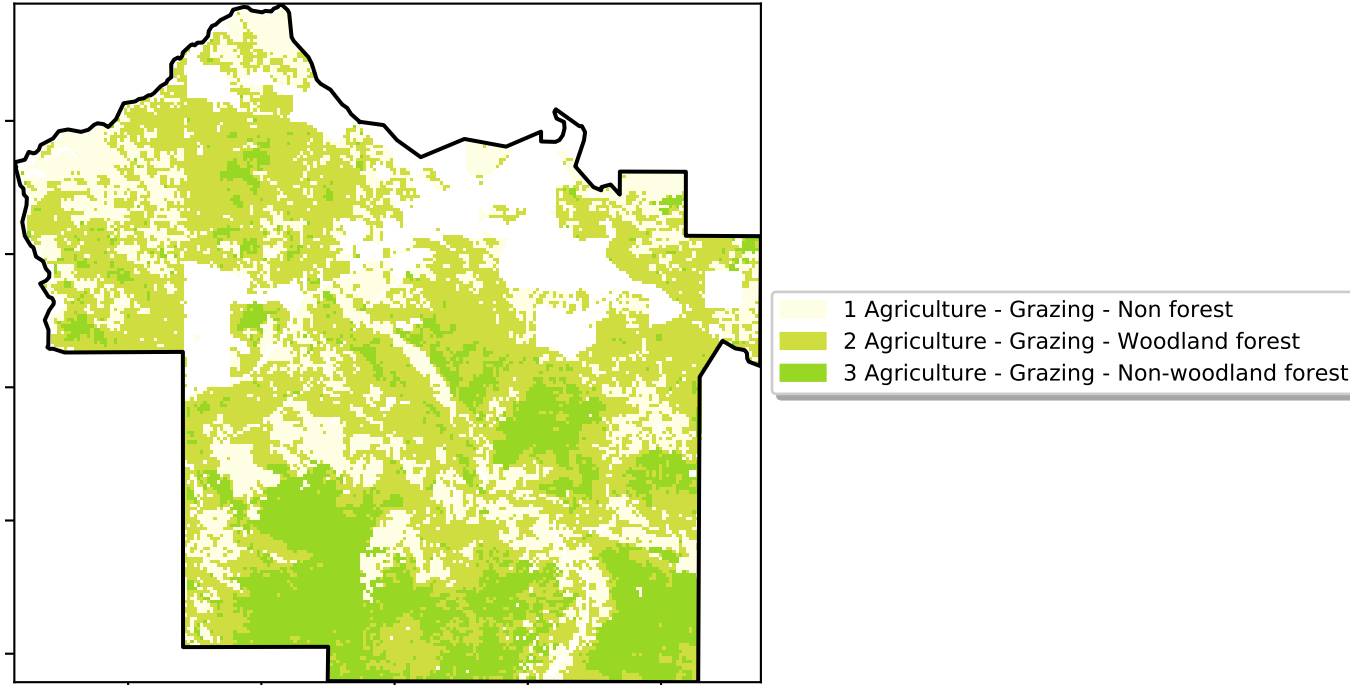 1 Agriculture - Grazing - Non forest
2 Agriculture - Grazing - Woodland forest
3 Agriculture - Grazing - Non-woodland forest